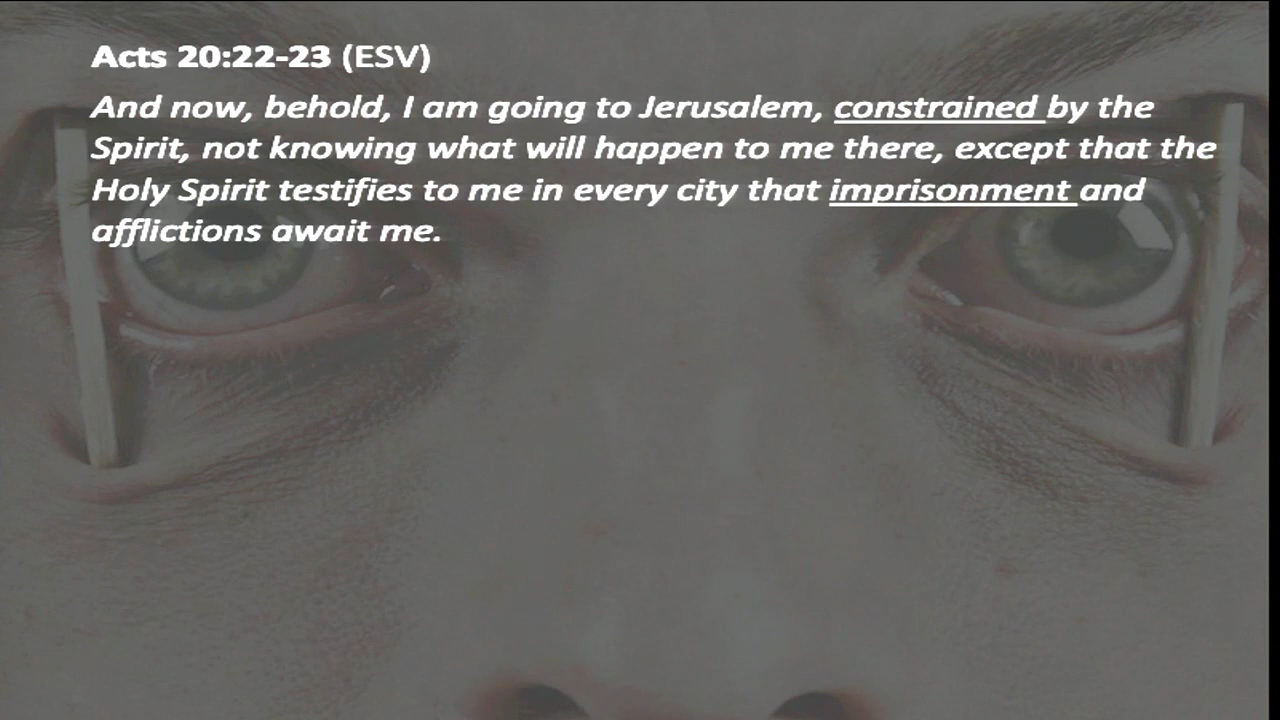 Acts 20:22-23 (ESV)
And now, behold, I am going to Jerusalem, constrained by the
Spirit, not knowing what will happen to me there, except that the
Holy Spirit testifies to me in every city that imprisonment and
afflictions await me.